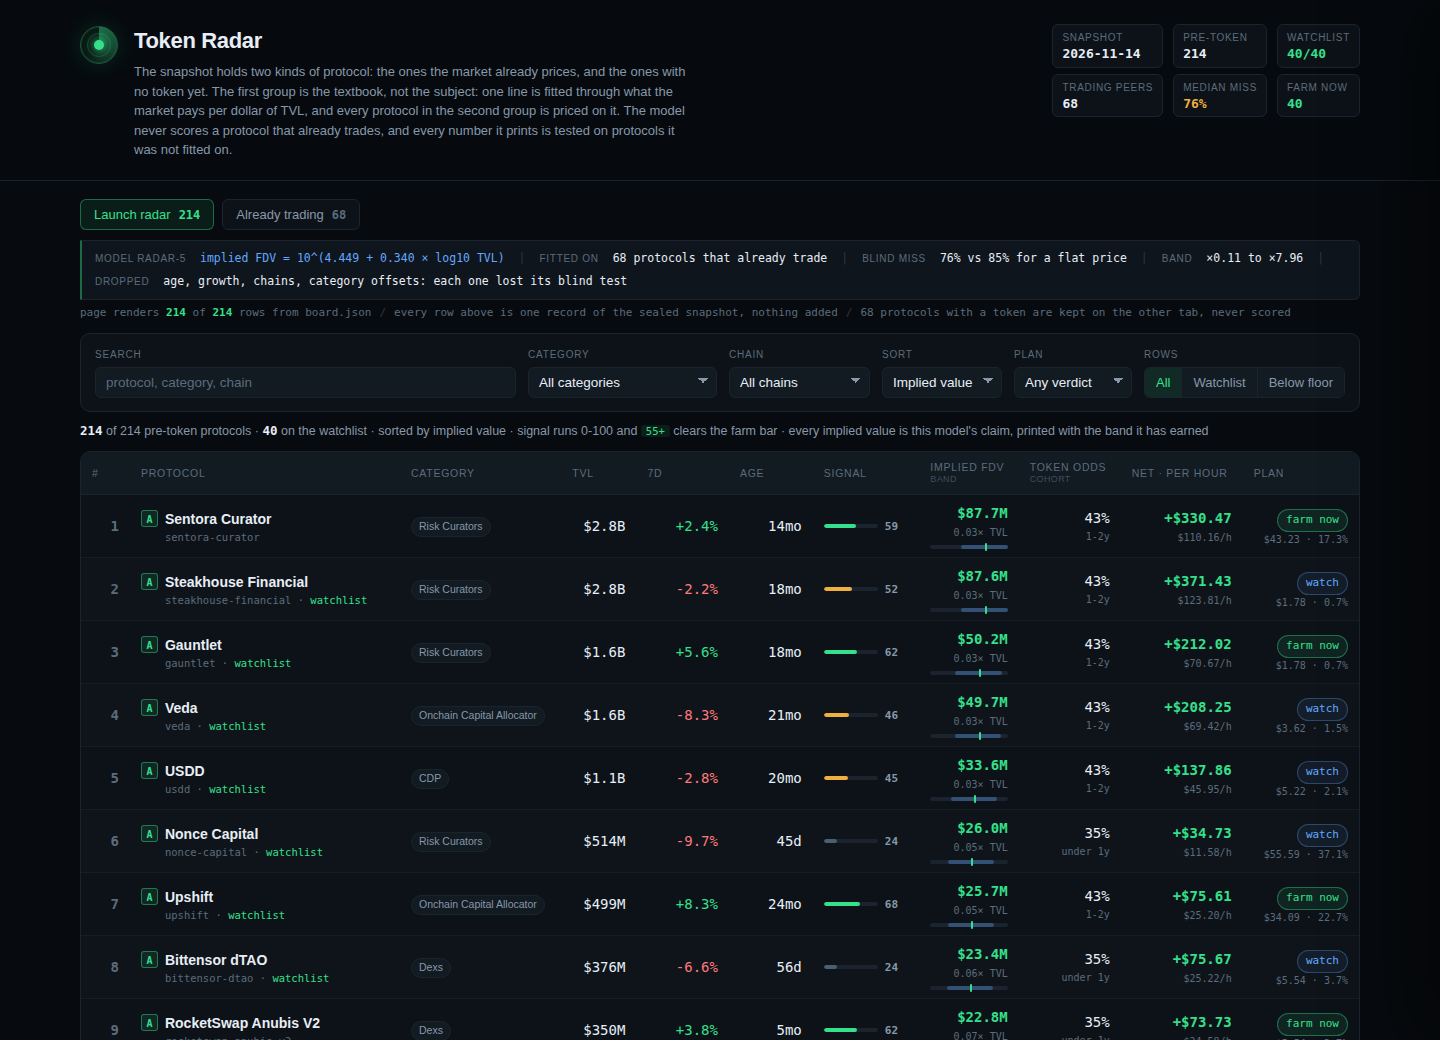 Token Radar
The snapshot holds two kinds of protocol: the ones the market already prices, and the ones with
no token yet. The first group is the textbook, not the subject: one line is fitted through what the
market pays per dollar of TVL, and every protocol in the second group is priced on it. The model
never scores a protocol that already trades, and every number it prints is tested on protocols it
was not fitted on.
SNAPSHOT PRE-TOKEN WATCHLIST
2026-11-14 214 40/40
TRADING PEERS MEDIAN MISS FARM NOW
68 76% 40
Launch radar 214 Already trading 68
MODEL RADAR-5 implied FDV = 10^(4.449 + 0.340 × log10 TVL) | FITTED ON 68 protocols that already trade | BLIND MISS 76% vs 85% for a flat price | BAND ×0.11 to ×7.96 |
DROPPED age, growth, chains, category offsets: each one lost its blind test
page renders 214 of 214 rows from board.json / every row above is one record of the sealed snapshot, nothing added / 68 protocols with a token are kept on the other tab, never scored
SEARCH CATEGORY CHAIN SORT PLAN ROWS
protocol, category, chain All categories All chains Implied value Any verdict All Watchlist Below floor
214 of 214 pre-token protocols · 40 on the watchlist · sorted by implied value · signal runs 0-100 and 55+ clears the farm bar · every implied value is this model's claim, printed with the band it has earned
# PROTOCOL CATEGORY TVL 7D AGE SIGNAL IMPLIED FDV TOKEN ODDS NET · PER HOUR PLAN
BAND COHORT
1 A Sentora Curator Risk Curators $2.8B +2.4% 14mo 59 $87.7M 43% +$330.47 farm now
sentora-curator 0.03× TVL 1-2y $110.16/h $43.23 · 17.3%
2 A Steakhouse Financial Risk Curators $2.8B -2.2% 18mo 52 $87.6M 43% +$371.43 watch
steakhouse-financial · watchlist 0.03× TVL 1-2y $123.81/h $1.78 · 0.7%
3 A Gauntlet Risk Curators $1.6B +5.6% 18mo 62 $50.2M 43% +$212.02 farm now
gauntlet · watchlist 0.03× TVL 1-2y $70.67/h $1.78 · 0.7%
4 A Veda Onchain Capital Allocator $1.6B -8.3% 21mo 46 $49.7M 43% +$208.25 watch
veda · watchlist 0.03× TVL 1-2y $69.42/h $3.62 · 1.5%
5 A USDD CDP $1.1B -2.8% 20mo 45 $33.6M 43% +$137.86 watch
usdd · watchlist 0.03× TVL 1-2y $45.95/h $5.22 · 2.1%
6 A Nonce Capital Risk Curators $514M -9.7% 45d 24 $26.0M 35% +$34.73 watch
nonce-capital · watchlist 0.05× TVL under 1y $11.58/h $55.59 · 37.1%
7 A Upshift Onchain Capital Allocator $499M +8.3% 24mo 68 $25.7M 43% +$75.61 farm now
upshift · watchlist 0.05× TVL 1-2y $25.20/h $34.09 · 22.7%
8 A Bittensor dTAO Dexs $376M -6.6% 56d 24 $23.4M 35% +$75.67 watch
bittensor-dtao · watchlist 0.06× TVL under 1y $25.22/h $5.54 · 3.7%
9 A RocketSwap Anubis V2 Dexs $350M +3.8% 5mo 62 $22.8M 35% +$73.73 farm now
0.07× TVL